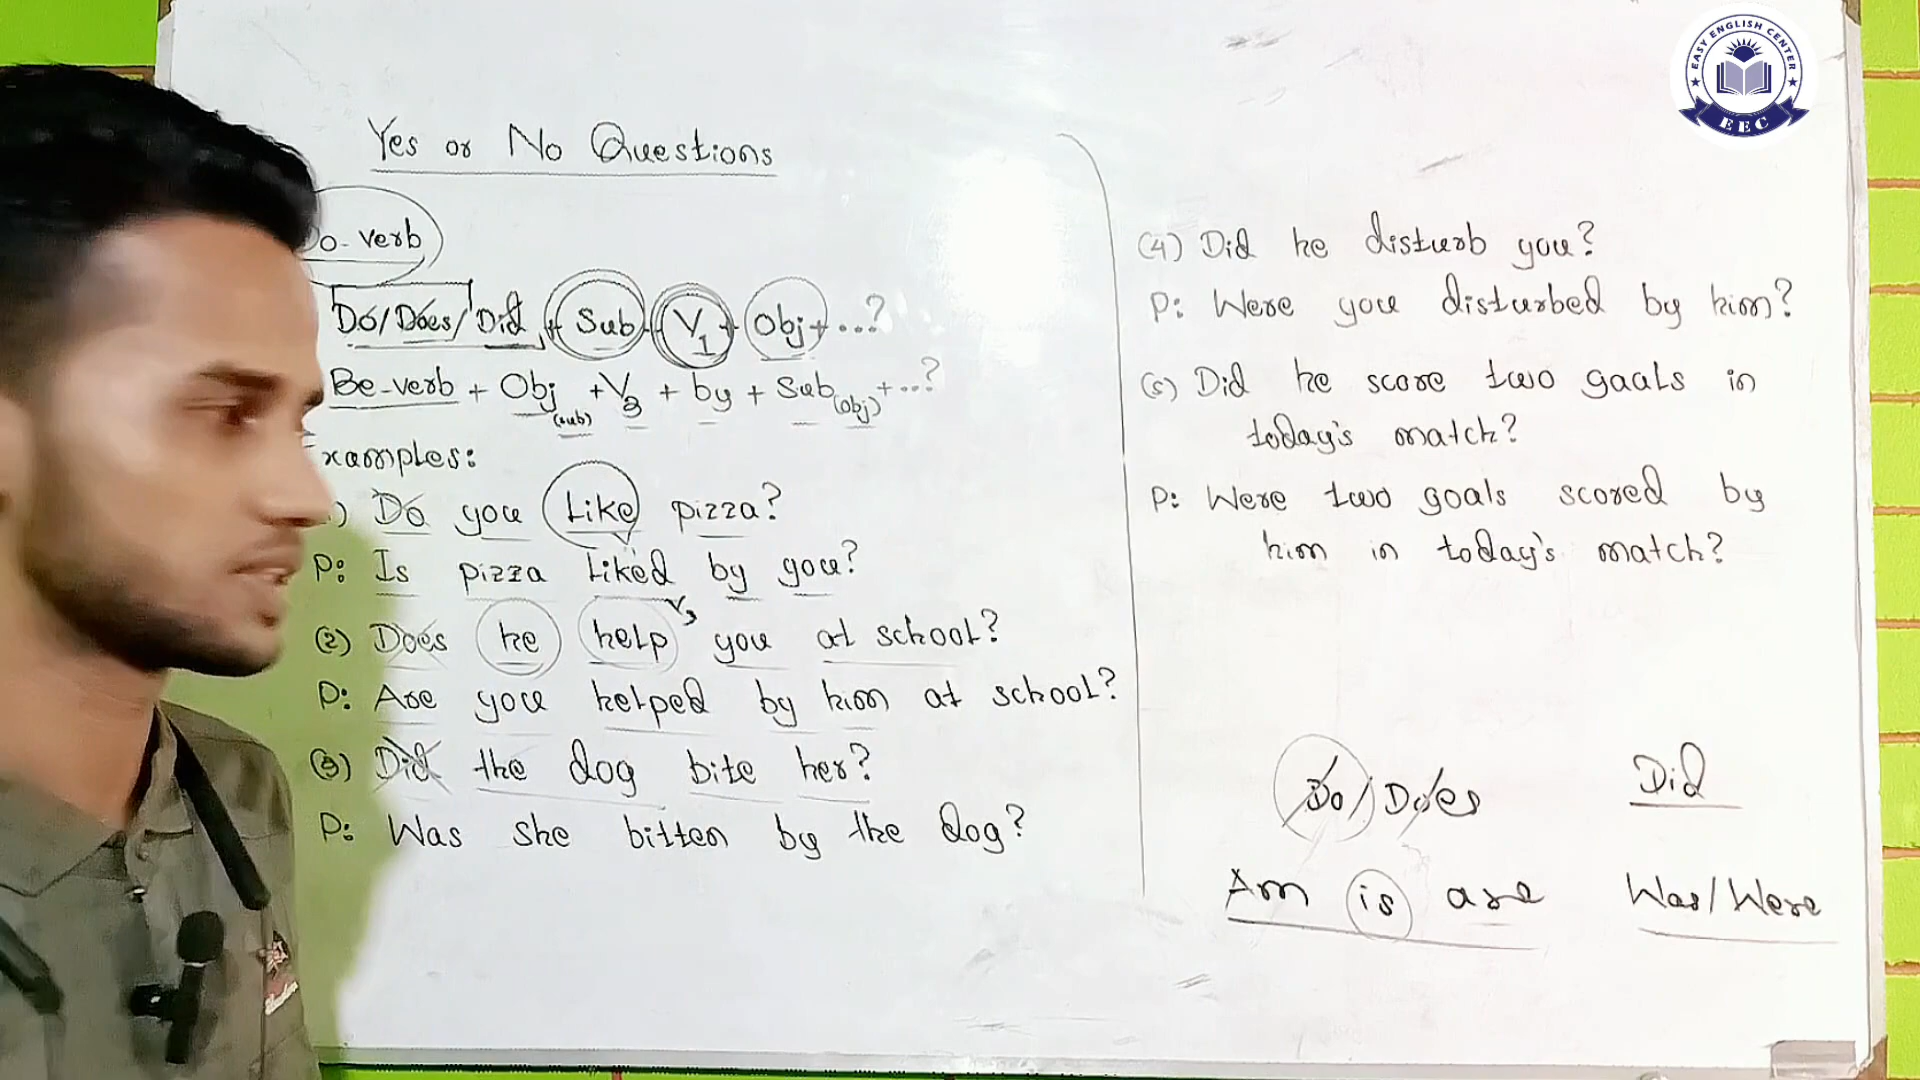 EASY ENGLISH CENTER
EEC
Yes or No Questions
o-verb
Do/Does/Did + Sub + V1 + Obj + ...?
Be-verb + Obj (sub) + V3 + by + Sub (obj) + ...?
xamples:
) Do you like pizza?
P: Is pizza liked by you?
(2) Does he help V3 you at school?
P: Are you helped by him at school?
(3) Did the dog bite her?
P: Was she bitten by the dog?
(4) Did he disturb you?
P: Were you disturbed by him?
(5) Did he score two goals in
today's match?
P: Were two goals scored by
him in today's match?
Do/Does Did
Am is are Was/Were